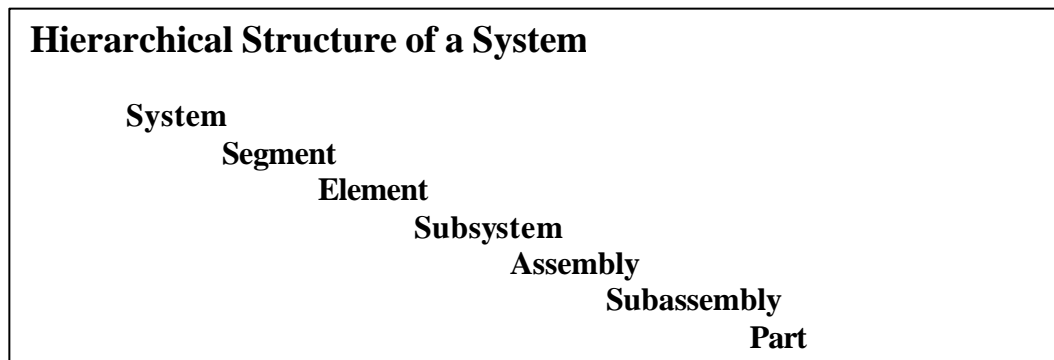 Hierarchical Structure of a System
System
Segment
Element
Subsystem
Assembly
Subassembly
Part